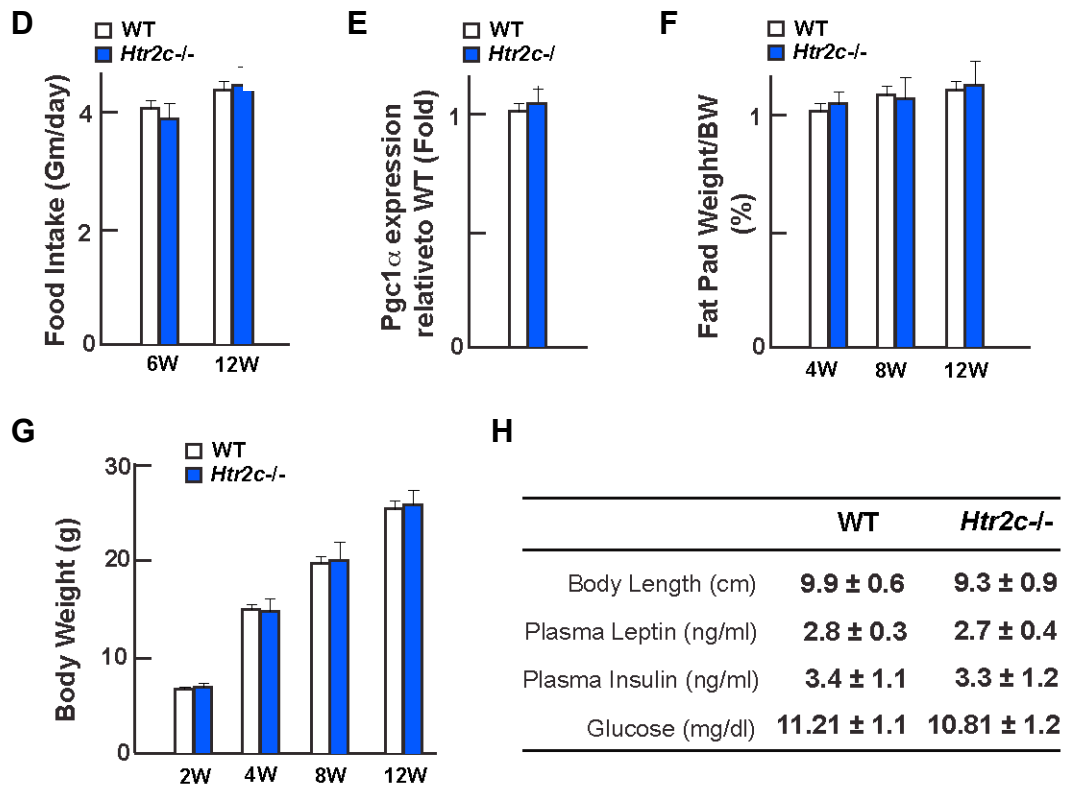 D
WT
Htr2c-/-
Food Intake (Gm/day)
4
2
0
6W 12W
E
WT
Htr2c-/
Pgc1α expression
relativeto WT (Fold)
1
0
F
WT
Htr2c-/-
Fat Pad Weight/BW
(%)
1
0
4W 8W 12W
G
WT
Htr2c-/-
Body Weight (g)
30
20
10
0
2W 4W 8W 12W
H
WT Htr2c-/-
Body Length (cm) 9.9 ± 0.6 9.3 ± 0.9
Plasma Leptin (ng/ml) 2.8 ± 0.3 2.7 ± 0.4
Plasma Insulin (ng/ml) 3.4 ± 1.1 3.3 ± 1.2
Glucose (mg/dl) 11.21 ± 1.1 10.81 ± 1.2